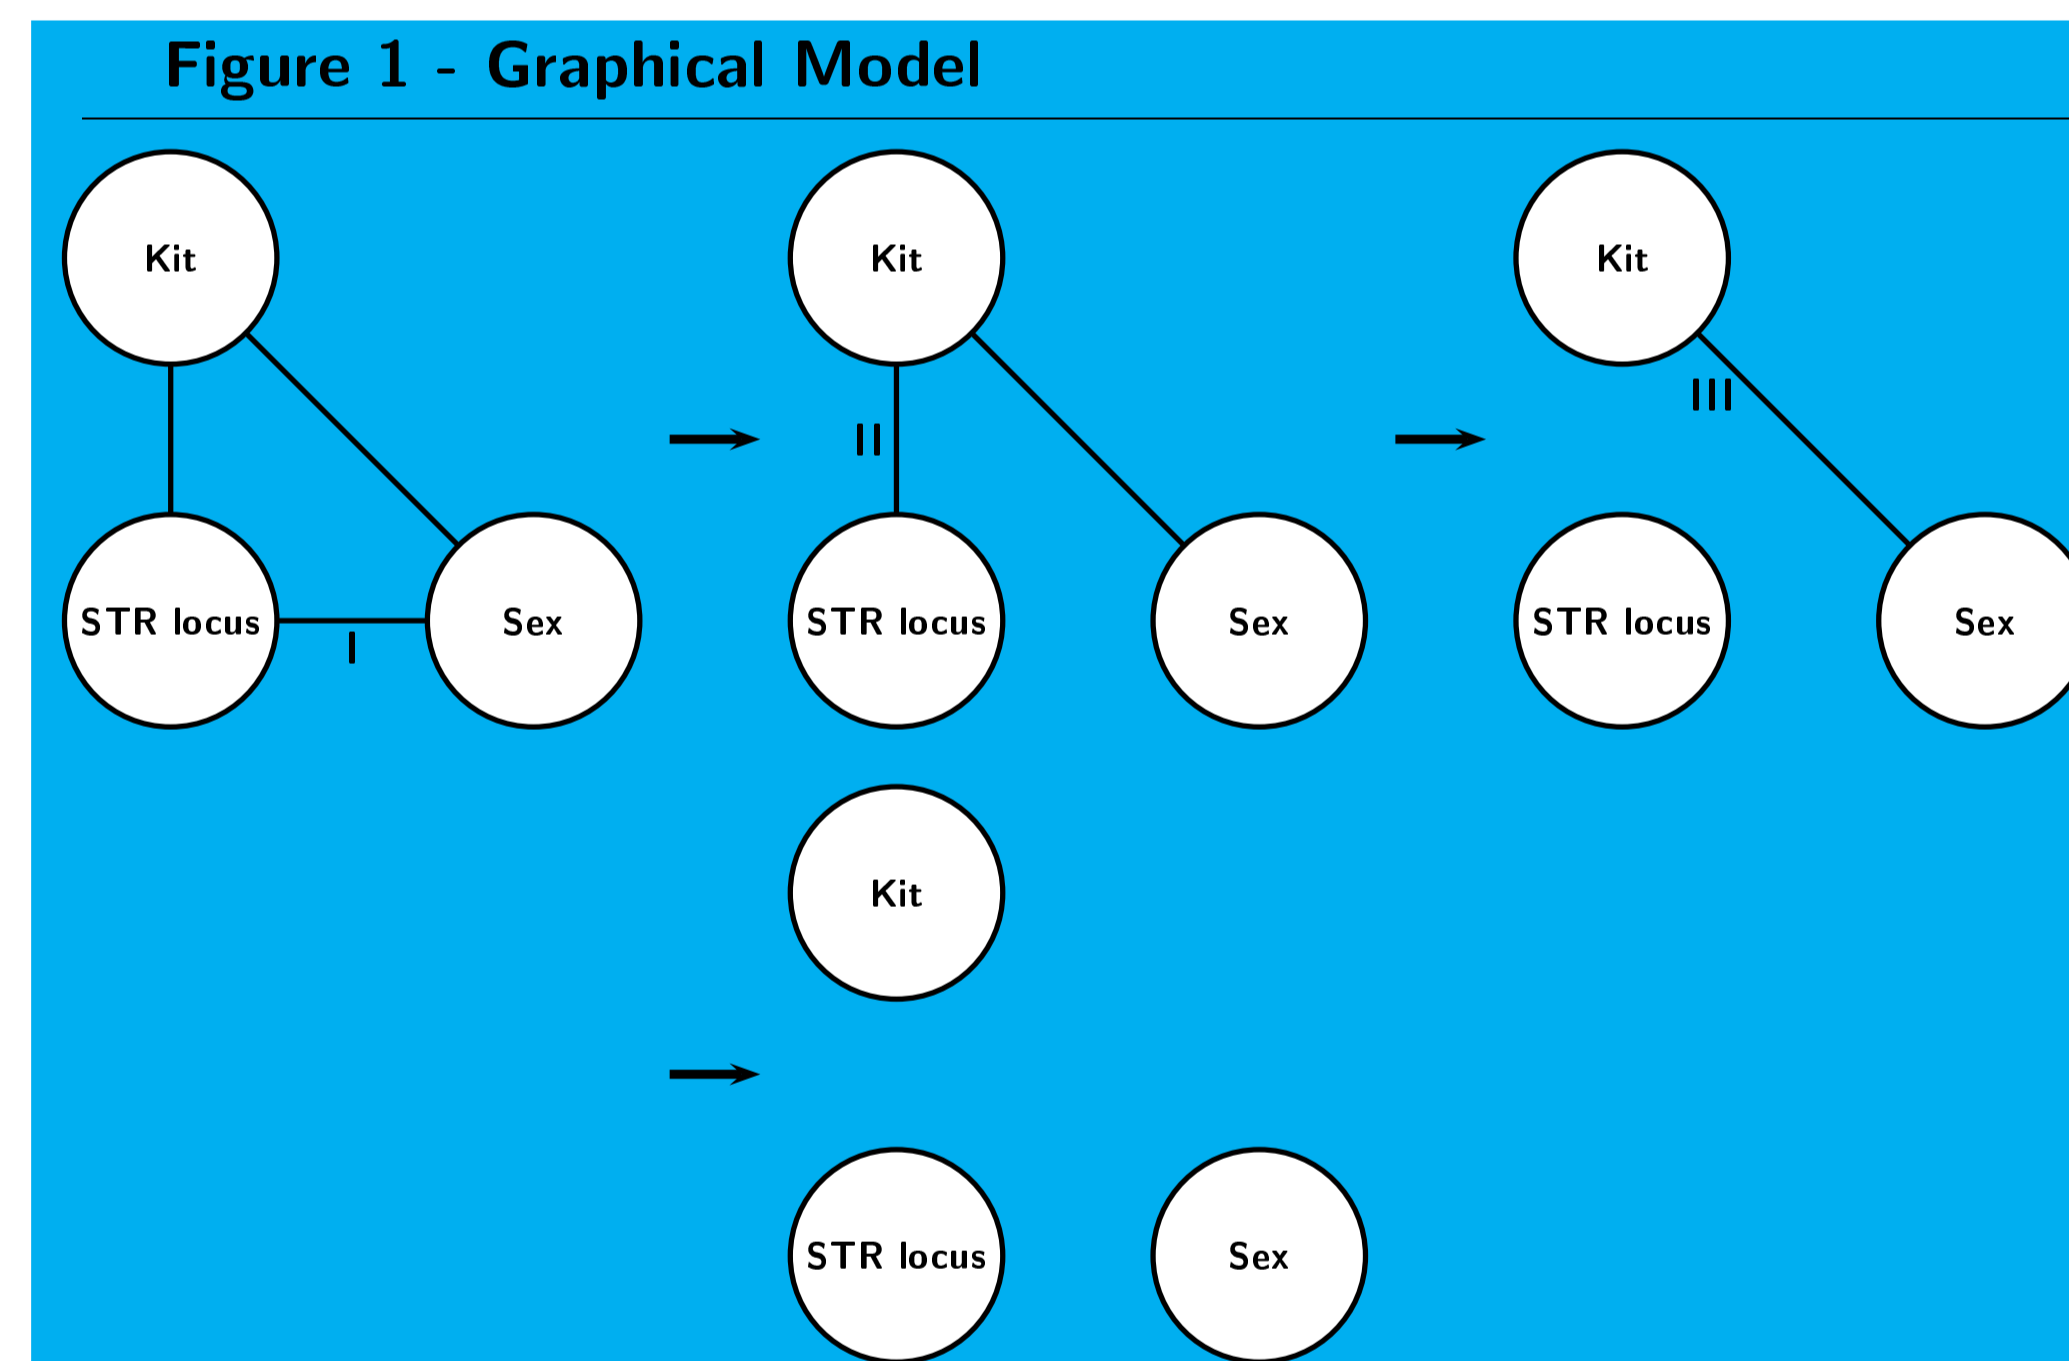 Figure 1 - Graphical Model
Kit
Kit
Kit
II
III
STR locus
Sex
STR locus
Sex
STR locus
Sex
I
Kit
STR locus
Sex